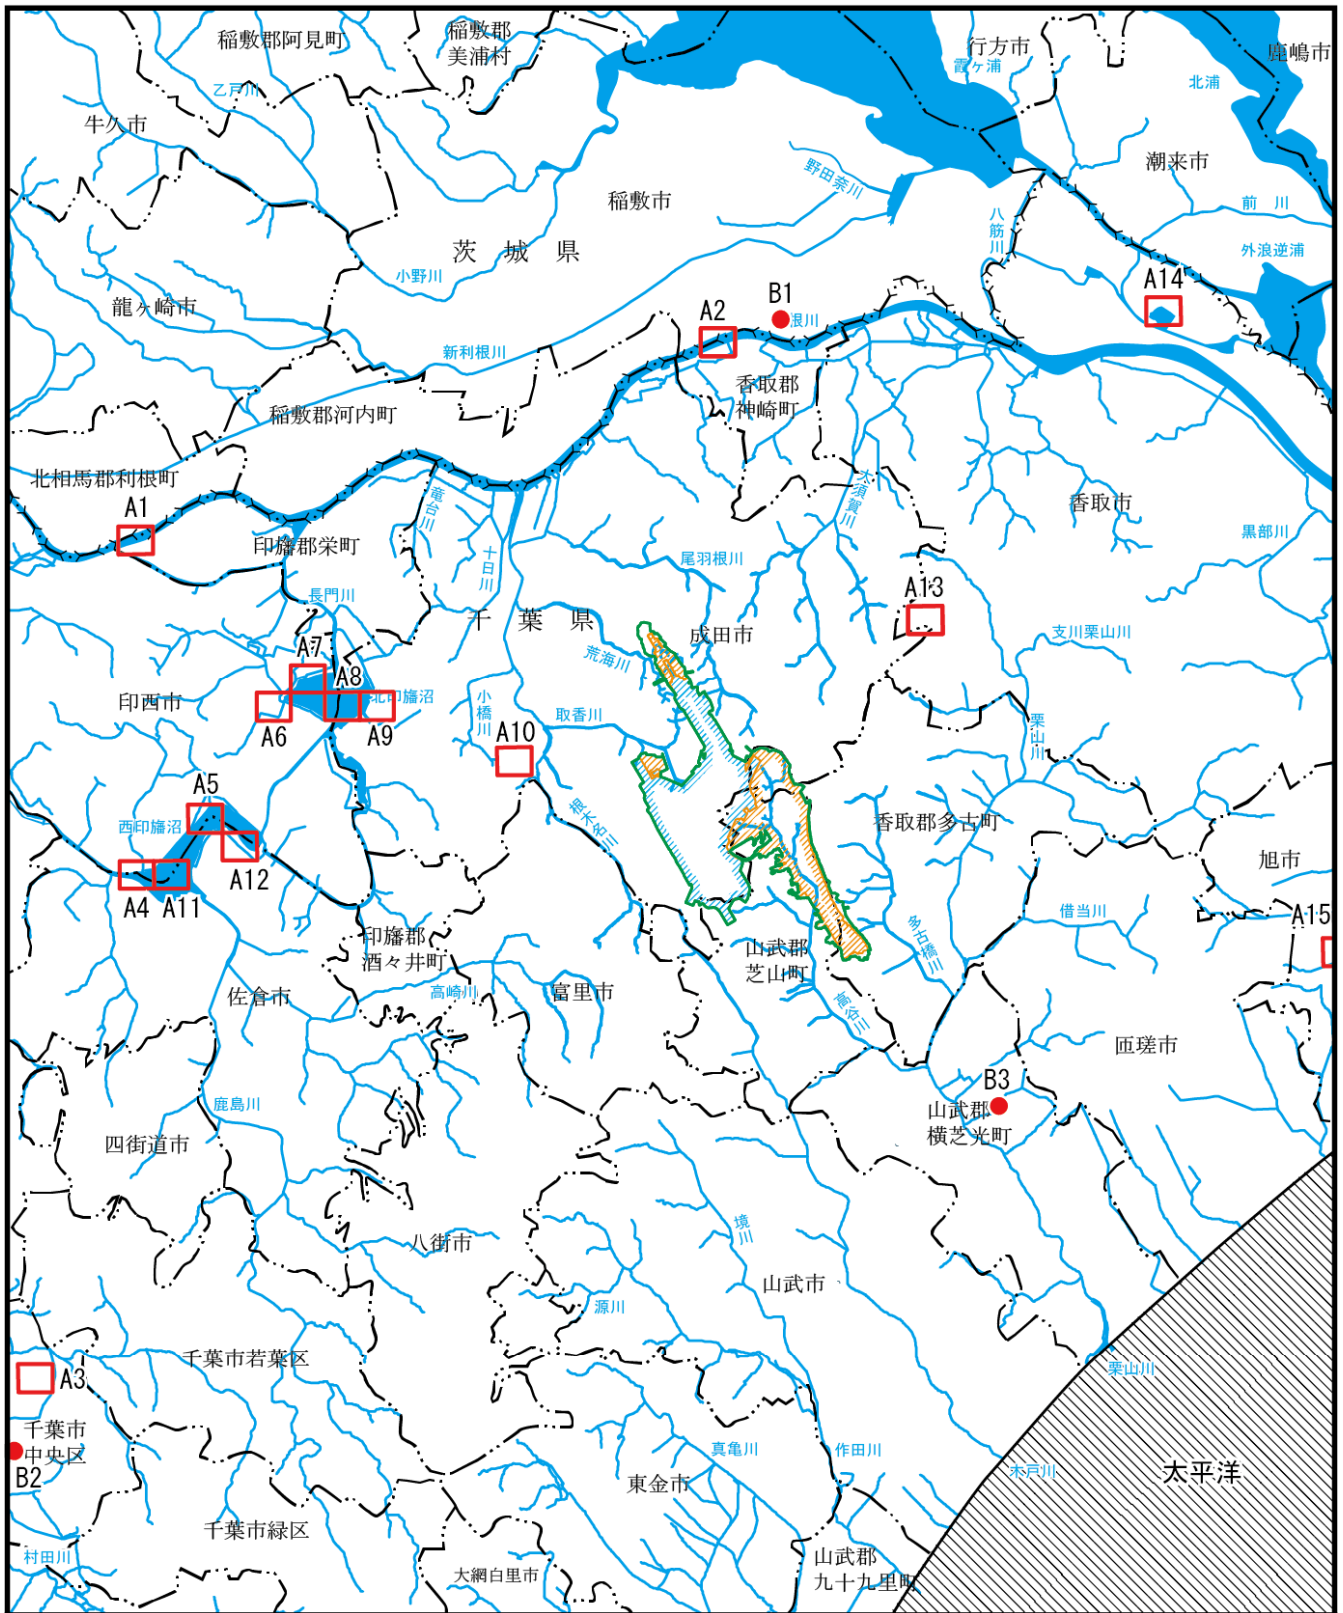 稲敷郡阿見町
稲敷郡
美浦村
行方市
霞ヶ浦
鹿嶋市
北浦
乙戸川
牛久市
潮来市
野田奈川
稲敷市
前 川
八筋川
外浪逆浦
茨 城 県
小野川
龍ヶ崎市
A14
B1
A2
根川
新利根川
香取郡
神崎町
稲敷郡河内町
北相馬郡利根町
A1
竜台川
大須賀川
香取市
黒部川
印旛郡栄町
十日川
尾羽根川
長門川
A13
千 葉 県
成田市
支川栗山川
荒海川
A7
A8
印西市
北印旛沼
小橋川
取香川
栗山川
A6
A9
A10
A5
根木名川
西印旛沼
香取郡多古町
A12
旭市
A4
A11
借当川
A15
印旛郡
酒々井町
多古橋川
山武郡
芝山町
佐倉市
高崎川
富里市
高谷川
匝瑳市
B3
鹿島川
山武郡
横芝光町
四街道市
境川
八街市
山武市
源川
千葉市若葉区
栗山川
A3
千葉市
中央区
真亀川
作田川
木戸川
太平洋
B2
東金市
千葉市緑区
村田川
大網白里市
山武郡
九十九里町